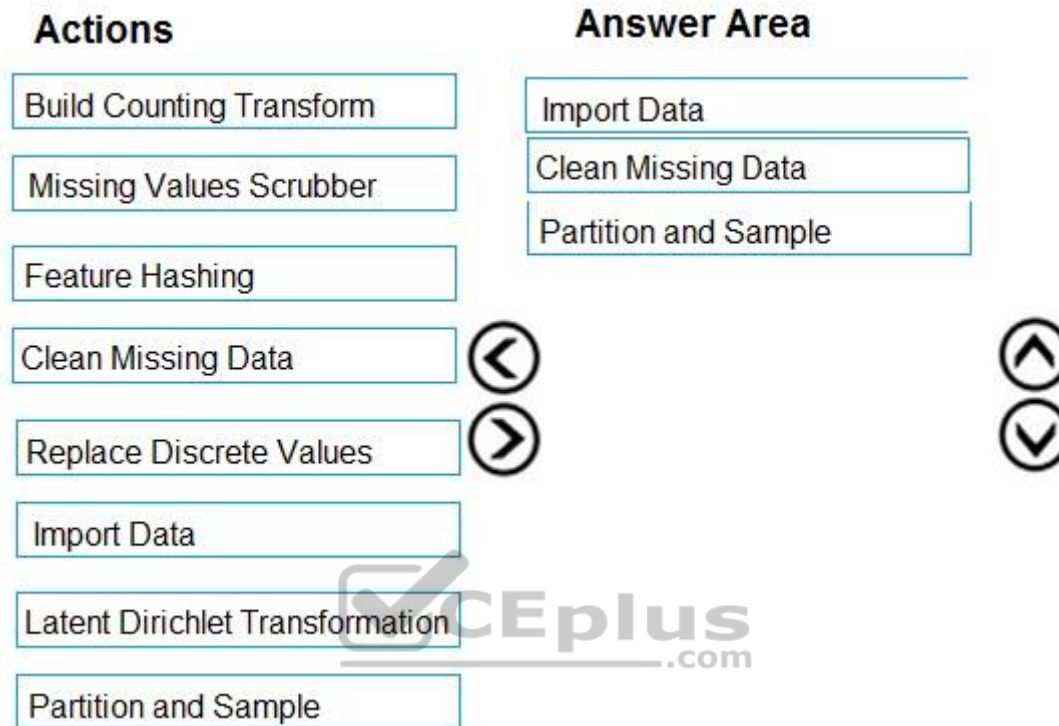 Actions
Build Counting Transform
Missing Values Scrubber
Feature Hashing
Clean Missing Data
Replace Discrete Values
Import Data
Latent Dirichlet Transformation
Partition and Sample
Answer Area
Import Data
Clean Missing Data
Partition and Sample
CEplus
.com